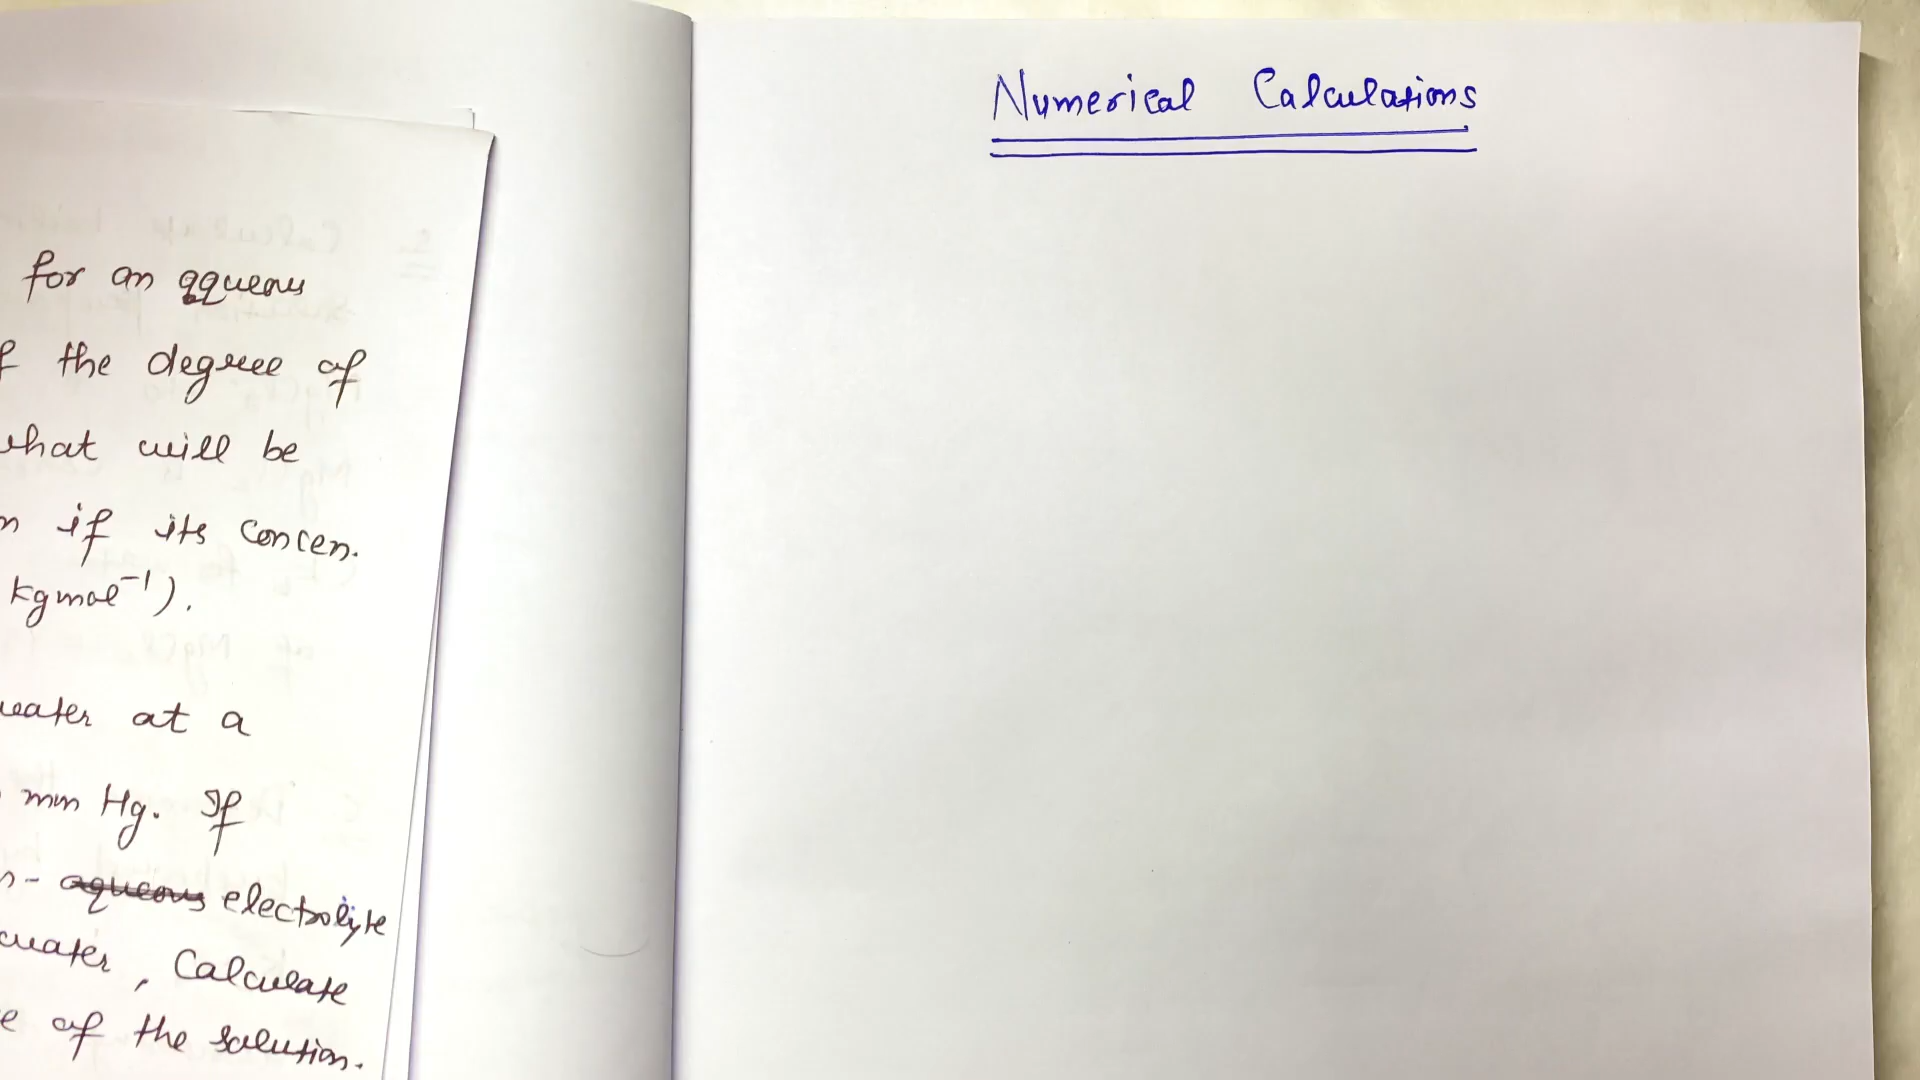 for an aqueous
the degree of
what will be
if its Concen.
kgmol⁻¹).
water at a
mm Hg. If
aqueous electrolyte
water, Calculate
of the solution.
Numerical Calculations